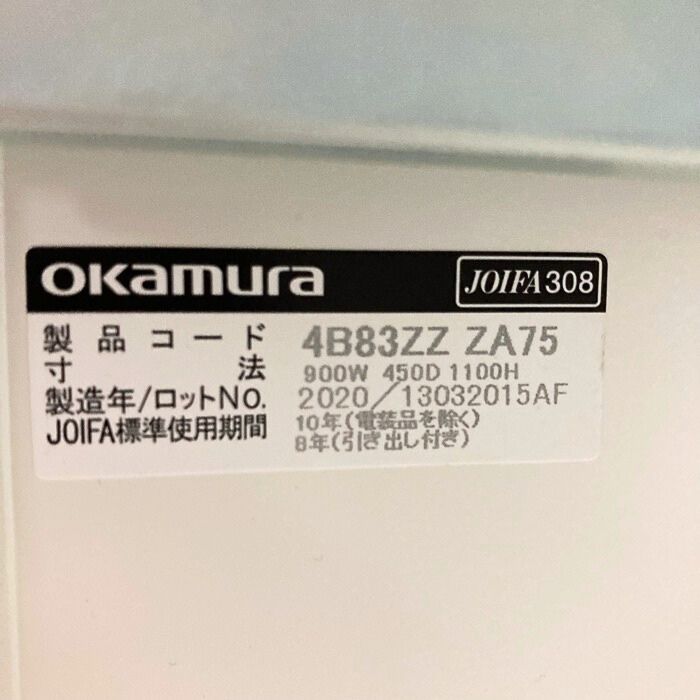 okamura JOIFA308
製品コード 4B83ZZ ZA75
寸法 900W 450D 1100H
製造年/ロットNo. 2020/13032015AF
JOIFA標準使用期間 10年(電装品を除く)
8年(引き出し付き)